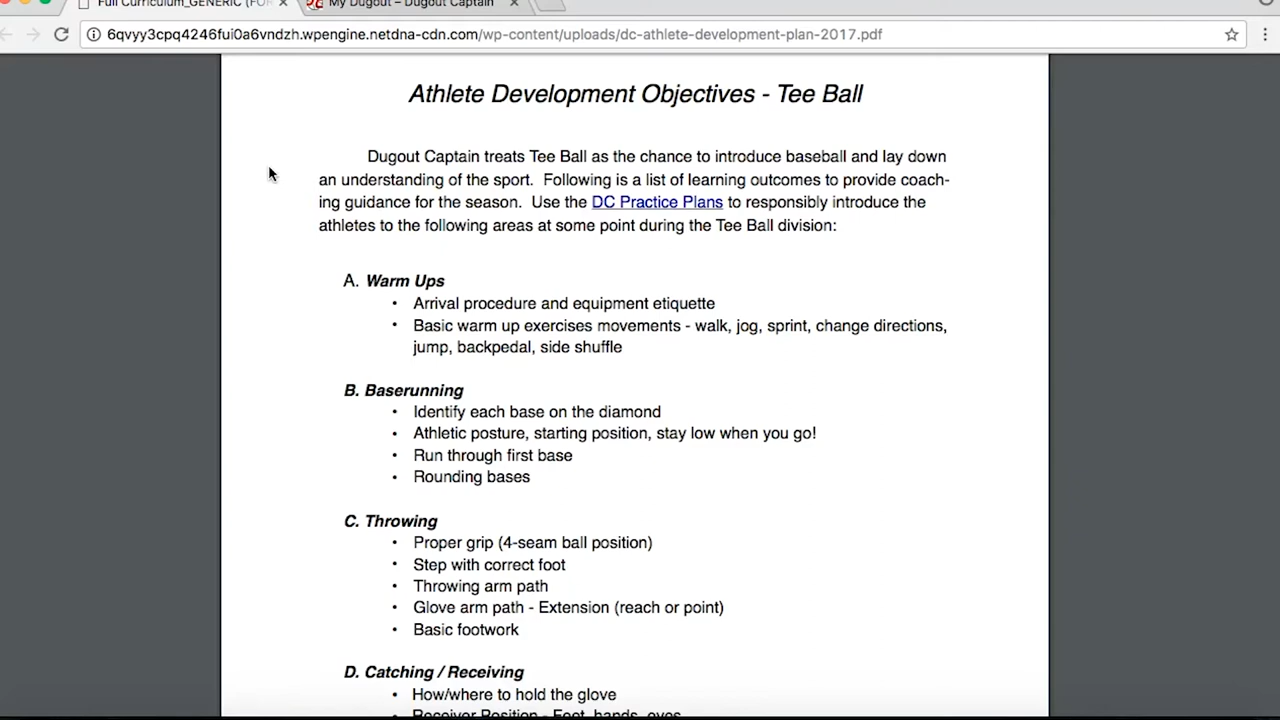 Full Curriculum_GENERIC (FOR
My Dugout – Dugout Captain
6qvyy3cpq4246fui0a6vndzh.wpengine.netdna-cdn.com/wp-content/uploads/dc-athlete-development-plan-2017.pdf
Athlete Development Objectives - Tee Ball
Dugout Captain treats Tee Ball as the chance to introduce baseball and lay down
an understanding of the sport. Following is a list of learning outcomes to provide coach-
ing guidance for the season. Use the DC Practice Plans to responsibly introduce the
athletes to the following areas at some point during the Tee Ball division:
A. Warm Ups
• Arrival procedure and equipment etiquette
• Basic warm up exercises movements - walk, jog, sprint, change directions,
jump, backpedal, side shuffle
B. Baserunning
• Identify each base on the diamond
• Athletic posture, starting position, stay low when you go!
• Run through first base
• Rounding bases
C. Throwing
• Proper grip (4-seam ball position)
• Step with correct foot
• Throwing arm path
• Glove arm path - Extension (reach or point)
• Basic footwork
D. Catching / Receiving
• How/where to hold the glove
• Receiver Position - Feet, hands, eyes